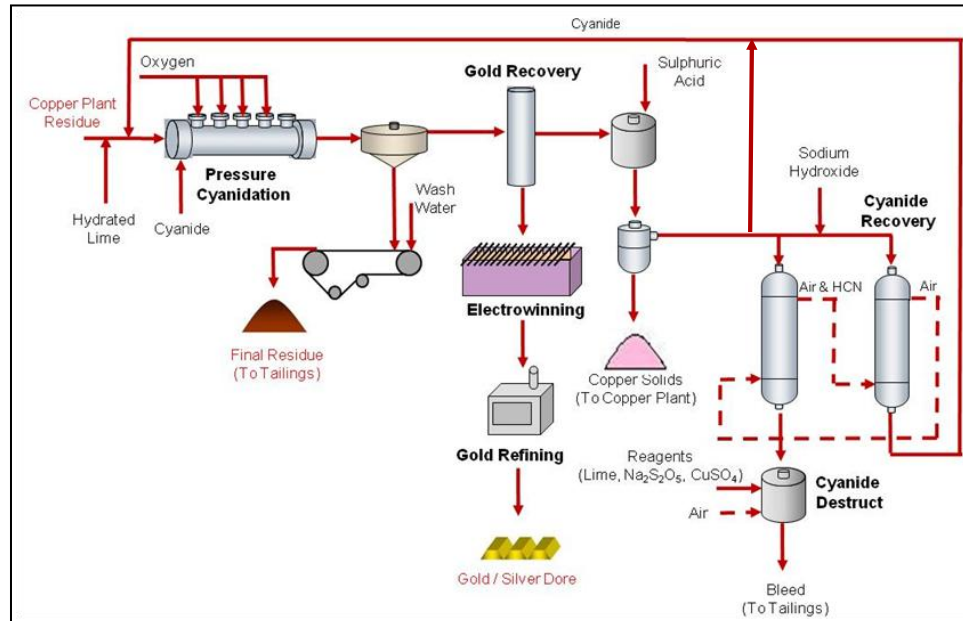 Cyanide
Oxygen
Gold Recovery
Sulphuric
Acid
Copper Plant
Residue
Pressure
Cyanidation
Hydrated
Lime
Cyanide
Wash
Water
Sodium
Hydroxide
Cyanide
Recovery
Air & HCN
Air
Electrowinning
Final Residue
(To Tailings)
Copper Solids
(To Copper Plant)
Gold Refining
Reagents
(Lime, Na₂S₂O₅, CuSO₄)
Cyanide
Destruct
Air
Gold / Silver Dore
Bleed
(To Tailings)